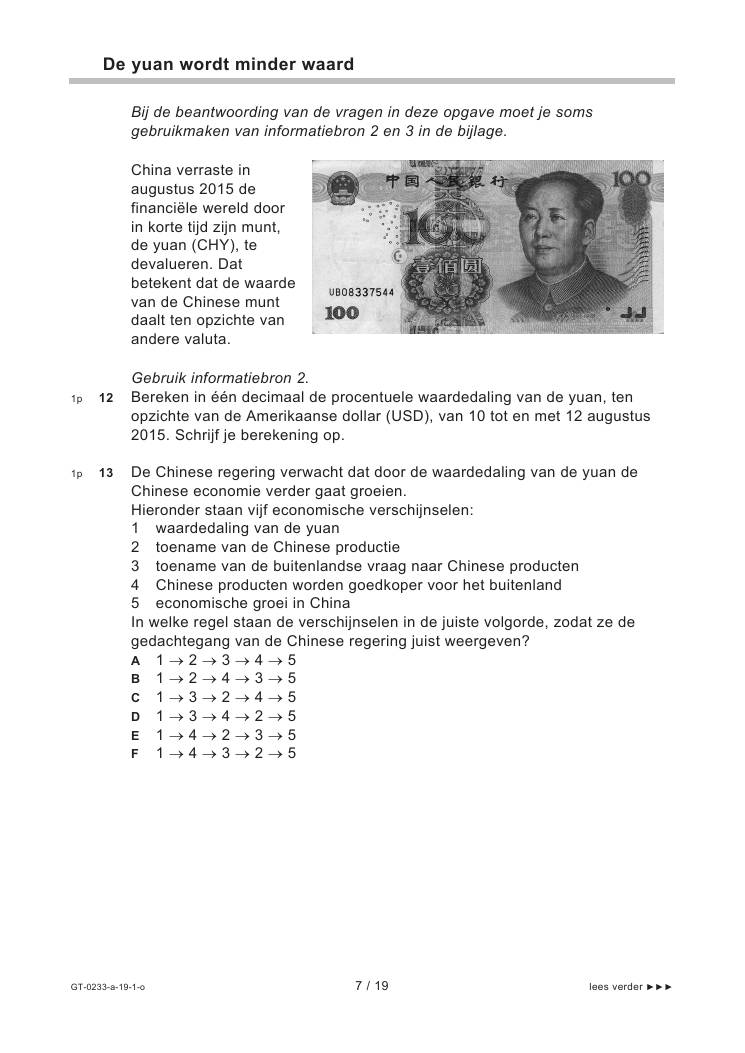 De yuan wordt minder waard
Bij de beantwoording van de vragen in deze opgave moet je soms
gebruikmaken van informatiebron 2 en 3 in de bijlage.
China verraste in
augustus 2015 de
financiële wereld door
in korte tijd zijn munt,
de yuan (CHY), te
devalueren. Dat
betekent dat de waarde
van de Chinese munt
daalt ten opzichte van
andere valuta.
中国人民银行
100
100
壹佰圆
UB08337544
100
Gebruik informatiebron 2.
1p 12 Bereken in één decimaal de procentuele waardedaling van de yuan, ten
opzichte van de Amerikaanse dollar (USD), van 10 tot en met 12 augustus
2015. Schrijf je berekening op.
1p 13 De Chinese regering verwacht dat door de waardedaling van de yuan de
Chinese economie verder gaat groeien.
Hieronder staan vijf economische verschijnselen:
1 waardedaling van de yuan
2 toename van de Chinese productie
3 toename van de buitenlandse vraag naar Chinese producten
4 Chinese producten worden goedkoper voor het buitenland
5 economische groei in China
In welke regel staan de verschijnselen in de juiste volgorde, zodat ze de
gedachtegang van de Chinese regering juist weergeven?
A 1 → 2 → 3 → 4 → 5
B 1 → 2 → 4 → 3 → 5
C 1 → 3 → 2 → 4 → 5
D 1 → 3 → 4 → 2 → 5
E 1 → 4 → 2 → 3 → 5
F 1 → 4 → 3 → 2 → 5
GT-0233-a-19-1-o 7 / 19 lees verder ►►►